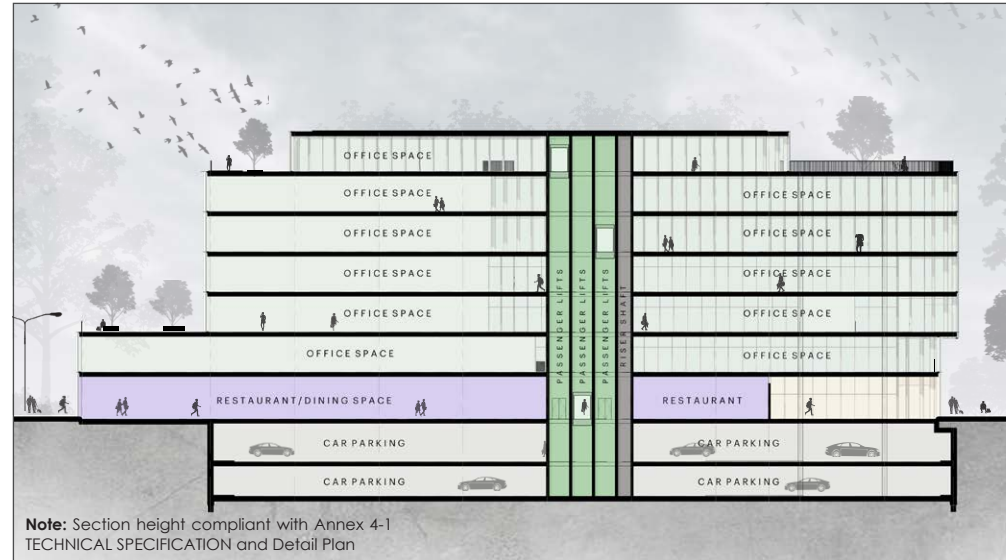 OFFICE SPACE
OFFICE SPACE
OFFICE SPACE
OFFICE SPACE
OFFICE SPACE
OFFICE SPACE
OFFICE SPACE
OFFICE SPACE
OFFICE SPACE
OFFICE SPACE
OFFICE SPACE
PASSENGER LIFTS
PASSENGER LIFTS
PASSENGER LIFTS
RISER SHAFT
RESTAURANT/DINING SPACE
RESTAURANT
CAR PARKING
CAR PARKING
CAR PARKING
CAR PARKING
Note: Section height compliant with Annex 4-1
TECHNICAL SPECIFICATION and Detail Plan